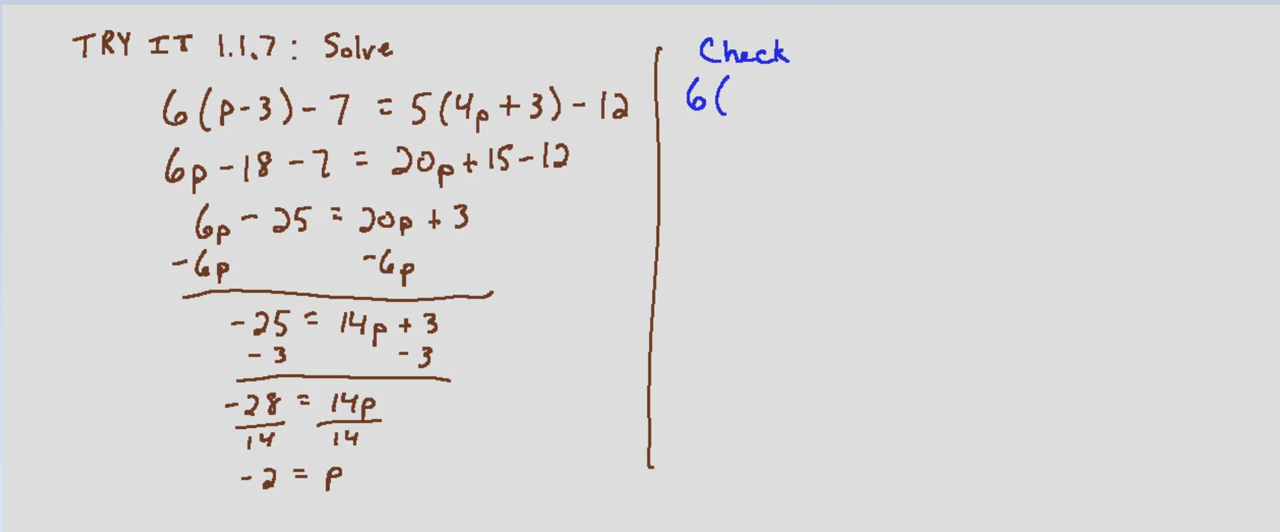 TRY IT 1.1.7 : Solve
6(p-3) - 7 = 5(4p+3) - 12
6p - 18 - 7 = 20p + 15 - 12
6p - 25 = 20p + 3
-6p -6p
-25 = 14p + 3
-3 -3
-28 = 14p
14 14
-2 = p
Check
6(